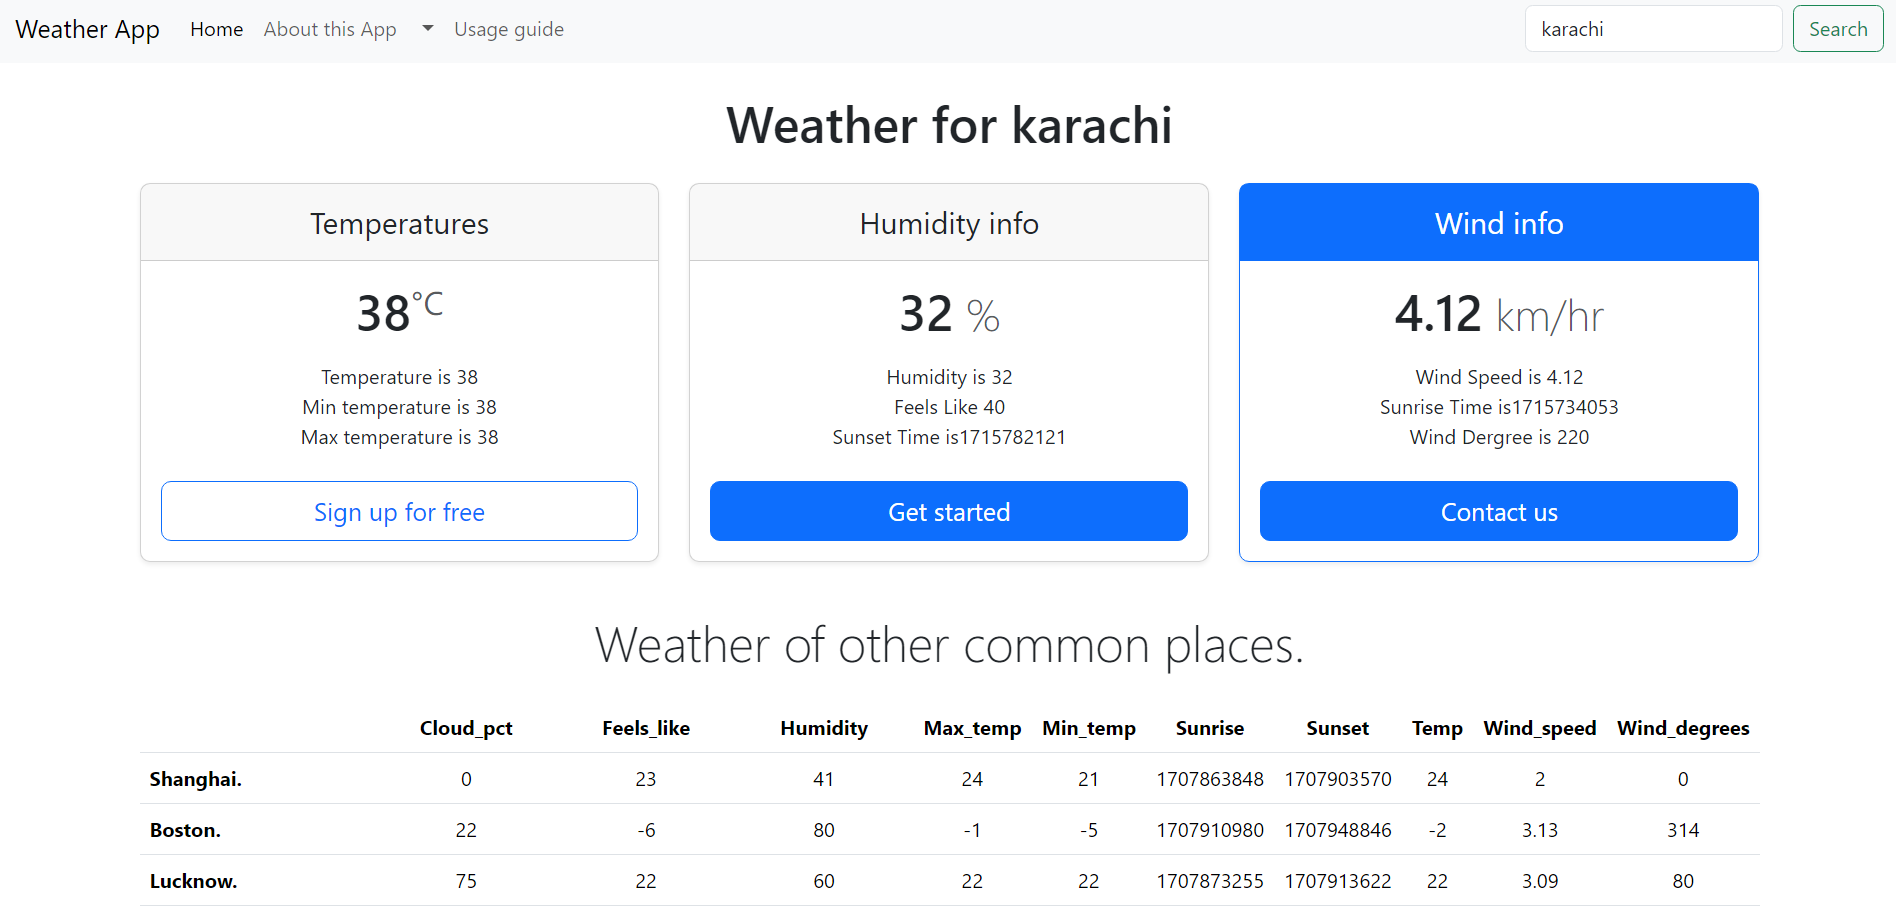 Weather App Home About this App Usage guide karachi Search
Weather for karachi
Temperatures
38°C
Temperature is 38
Min temperature is 38
Max temperature is 38
Sign up for free
Humidity info
32 %
Humidity is 32
Feels Like 40
Sunset Time is1715782121
Get started
Wind info
4.12 km/hr
Wind Speed is 4.12
Sunrise Time is1715734053
Wind Dergree is 220
Contact us
Weather of other common places.
Cloud_pct Feels_like Humidity Max_temp Min_temp Sunrise Sunset Temp Wind_speed Wind_degrees
Shanghai. 0 23 41 24 21 1707863848 1707903570 24 2 0
Boston. 22 -6 80 -1 -5 1707910980 1707948846 -2 3.13 314
Lucknow. 75 22 60 22 22 1707873255 1707913622 22 3.09 80